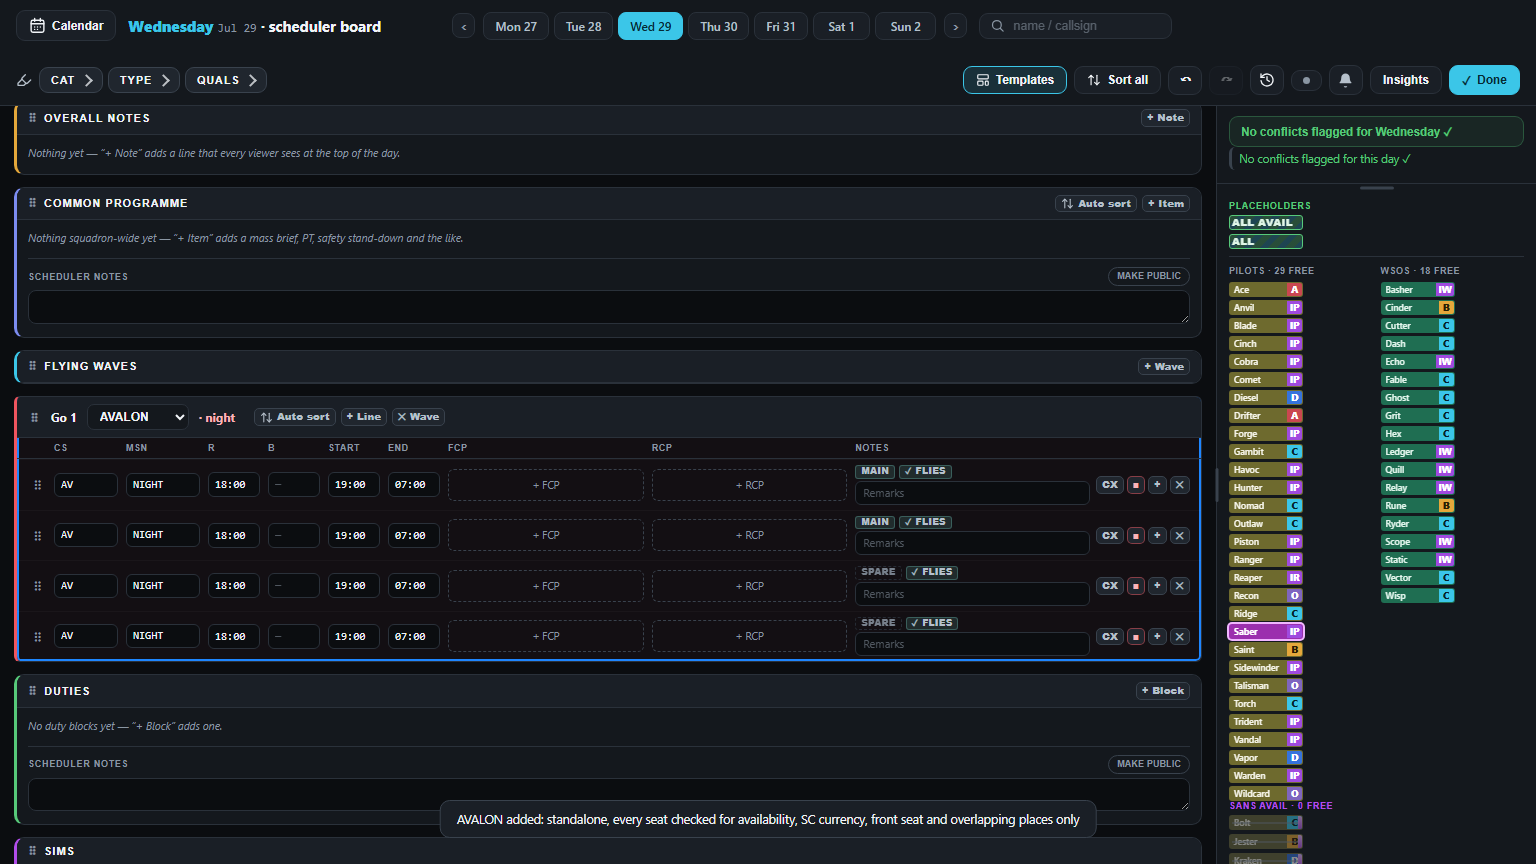 Calendar
Wednesday Jul 29 · scheduler board
Mon 27
Tue 28
Wed 29
Thu 30
Fri 31
Sat 1
Sun 2
name / callsign
CAT
TYPE
QUALS
Templates
Sort all
Insights
✓ Done
OVERALL NOTES
+ Note
Nothing yet — "+ Note" adds a line that every viewer sees at the top of the day.
COMMON PROGRAMME
Auto sort
+ Item
Nothing squadron-wide yet — "+ Item" adds a mass brief, PT, safety stand-down and the like.
SCHEDULER NOTES
MAKE PUBLIC
FLYING WAVES
+ Wave
Go 1
AVALON
· night
Auto sort
+ Line
✕ Wave
CS MSN R B START END FCP RCP NOTES
MAIN ✓ FLIES
AV NIGHT 18:00 — 19:00 07:00 + FCP + RCP Remarks CX ■ + ✕
MAIN ✓ FLIES
AV NIGHT 18:00 — 19:00 07:00 + FCP + RCP Remarks CX ■ + ✕
SPARE ✓ FLIES
AV NIGHT 18:00 — 19:00 07:00 + FCP + RCP Remarks CX ■ + ✕
SPARE ✓ FLIES
AV NIGHT 18:00 — 19:00 07:00 + FCP + RCP Remarks CX ■ + ✕
DUTIES
+ Block
No duty blocks yet — "+ Block" adds one.
SCHEDULER NOTES
MAKE PUBLIC
AVALON added: standalone, every seat checked for availability, SC currency, front seat and overlapping places only
SIMS
No conflicts flagged for Wednesday ✓
No conflicts flagged for this day ✓
PLACEHOLDERS
ALL AVAIL
ALL
PILOTS · 29 FREE
Ace A
Anvil IP
Blade IP
Cinch IP
Cobra IP
Comet IP
Diesel D
Drifter A
Forge IP
Gambit C
Havoc IP
Hunter IP
Nomad C
Outlaw C
Piston IP
Ranger IP
Reaper IR
Recon O
Ridge C
Saber IP
Saint B
Sidewinder IP
Talisman O
Torch C
Trident IP
Vandal IP
Vapor D
Warden IP
Wildcard O
WSOS · 18 FREE
Basher IW
Cinder B
Cutter C
Dash C
Echo IW
Fable C
Ghost C
Grit C
Hex C
Ledger IW
Quill IW
Relay IW
Rune B
Ryder C
Scope IW
Static IW
Vector C
Wisp C
SANS AVAIL · 0 FREE
Bolt C
Jester B
Kraken D